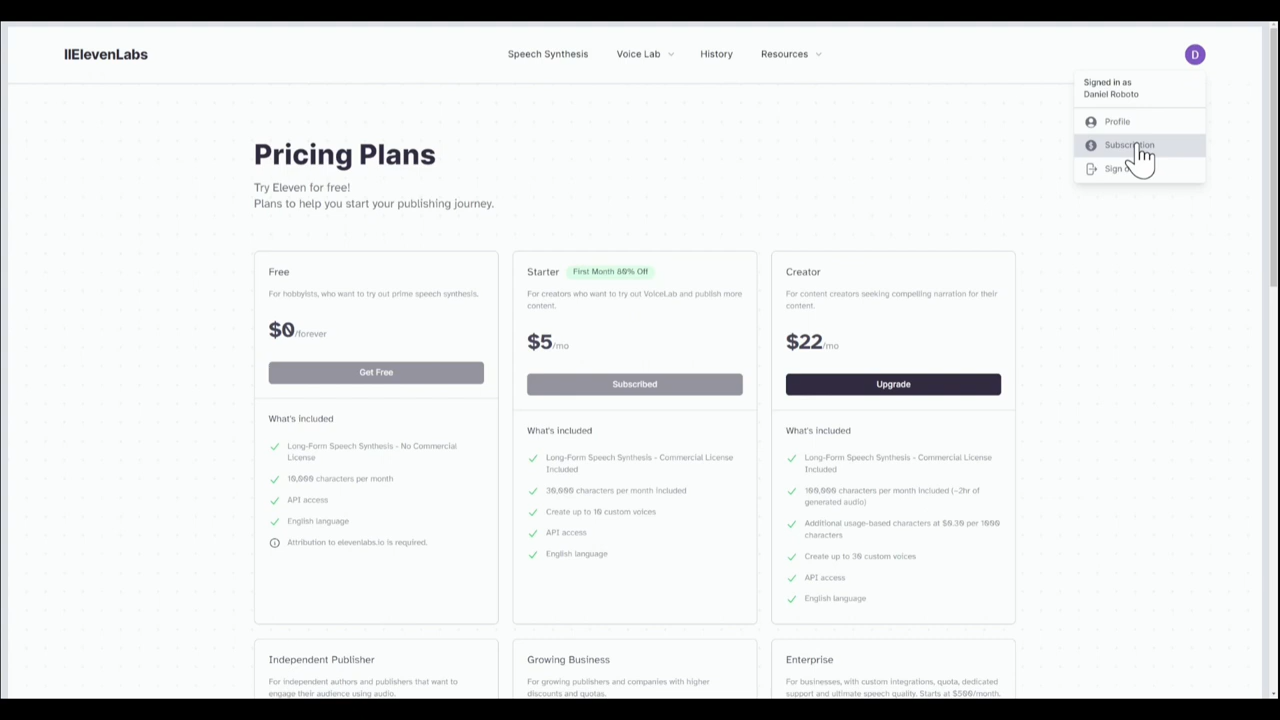 IIElevenLabs
Speech Synthesis
Voice Lab
History
Resources
D
Signed in as
Daniel Roboto
Profile
Subscription
Sign
Pricing Plans
Try Eleven for free!
Plans to help you start your publishing journey.
Free
For hobbyists, who want to try out prime speech synthesis.
$0/forever
Get Free
What's included
Long-Form Speech Synthesis - No Commercial
License
10,000 characters per month
API access
English language
Attribution to elevenlabs.io is required.
Starter First Month 80% Off
For creators who want to try out VoiceLab and publish more
content.
$5/mo
Subscribed
What's included
Long-Form Speech Synthesis - Commercial License
Included
30,000 characters per month included
Create up to 10 custom voices
API access
English language
Creator
For content creators seeking compelling narration for their
content.
$22/mo
Upgrade
What's included
Long-Form Speech Synthesis - Commercial License
Included
100,000 characters per month included (~2hr of
generated audio)
Additional usage-based characters at $0.30 per 1000
characters
Create up to 30 custom voices
API access
English language
Independent Publisher
For independent authors and publishers that want to
engage their audience using audio.
Growing Business
For growing publishers and companies with higher
discounts and quotas.
Enterprise
For businesses, with custom integrations, quota, dedicated
support and ultimate speech quality. Starts at $500/month.